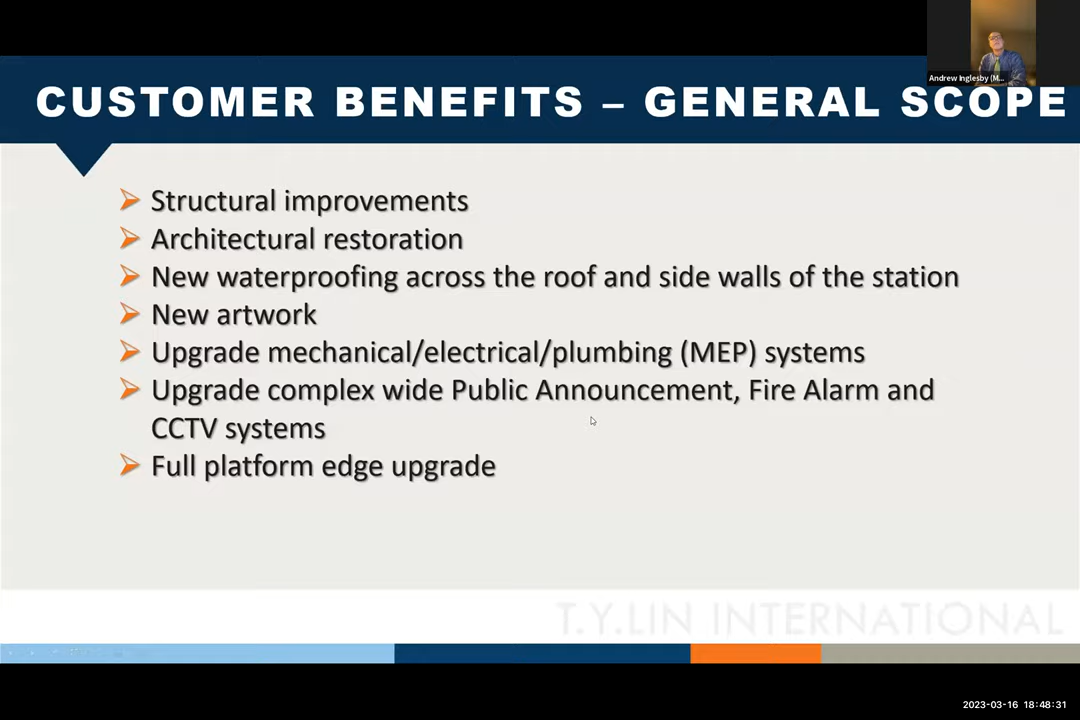 Andrew Inglesby (M...
CUSTOMER BENEFITS – GENERAL SCOPE
Structural improvements
Architectural restoration
New waterproofing across the roof and side walls of the station
New artwork
Upgrade mechanical/electrical/plumbing (MEP) systems
Upgrade complex wide Public Announcement, Fire Alarm and
CCTV systems
Full platform edge upgrade
T.Y.LIN INTERNATIONAL
2023-03-16 18:48:31